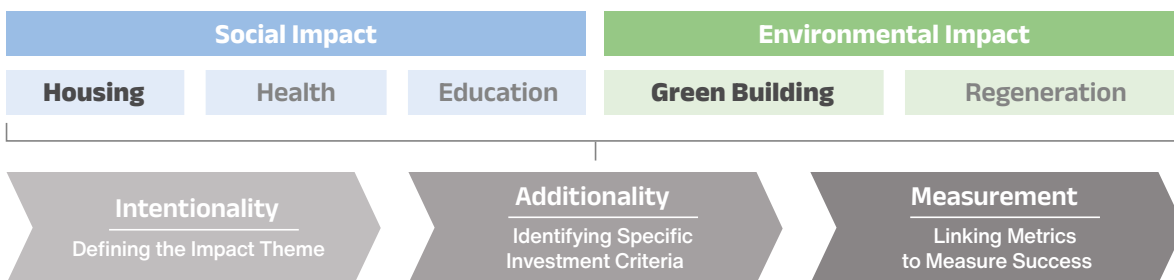 Social Impact
Environmental Impact
Housing
Health
Education
Green Building
Regeneration
Intentionality
Defining the Impact Theme
Additionality
Identifying Specific
Investment Criteria
Measurement
Linking Metrics
to Measure Success